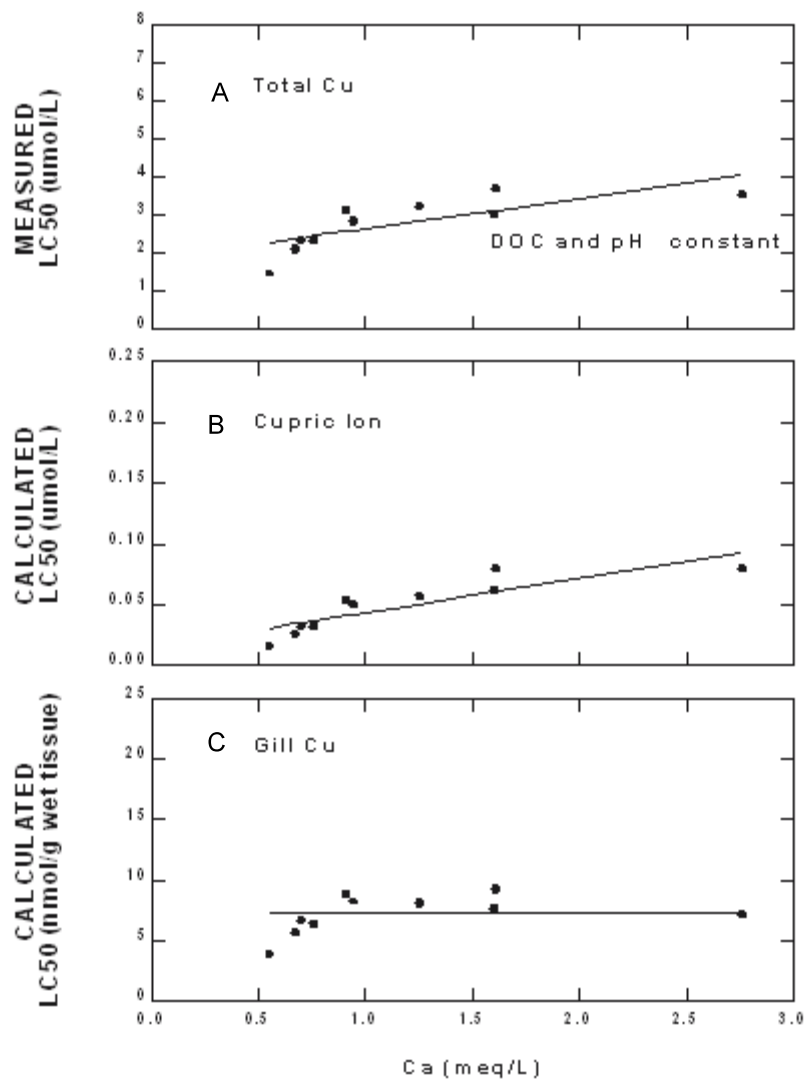 8
7
6
5
4
3
2
1
0
MEASURED
LC50 (umol/L)
A Total Cu
DOC and pH constant
0.25
0.20
0.15
0.10
0.05
0.00
CALCULATED
LC50 (umol/L)
B Cupric Ion
25
20
15
10
5
0
CALCULATED
LC50 (nmol/g wet tissue)
C Gill Cu
0.0 0.5 1.0 1.5 2.0 2.5 3.0
Ca (meq/L)